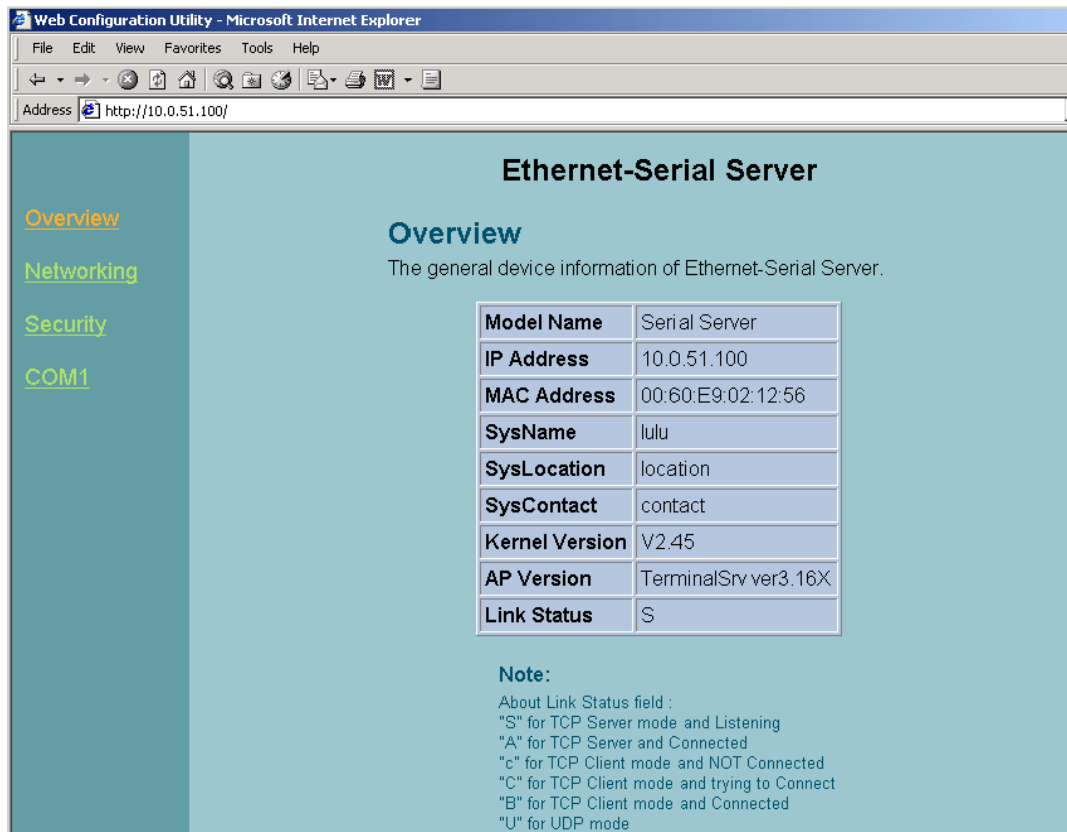 Web Configuration Utility - Microsoft Internet Explorer
File Edit View Favorites Tools Help
Address http://10.0.51.100/
Ethernet-Serial Server
Overview
Networking
Security
COM1
Overview
The general device information of Ethernet-Serial Server.
Model Name Serial Server
IP Address 10.0.51.100
MAC Address 00:60:E9:02:12:56
SysName lulu
SysLocation location
SysContact contact
Kernel Version V2.45
AP Version TerminalSrv ver3.16X
Link Status S
Note:
About Link Status field :
"S" for TCP Server mode and Listening
"A" for TCP Server and Connected
"c" for TCP Client mode and NOT Connected
"C" for TCP Client mode and trying to Connect
"B" for TCP Client mode and Connected
"U" for UDP mode